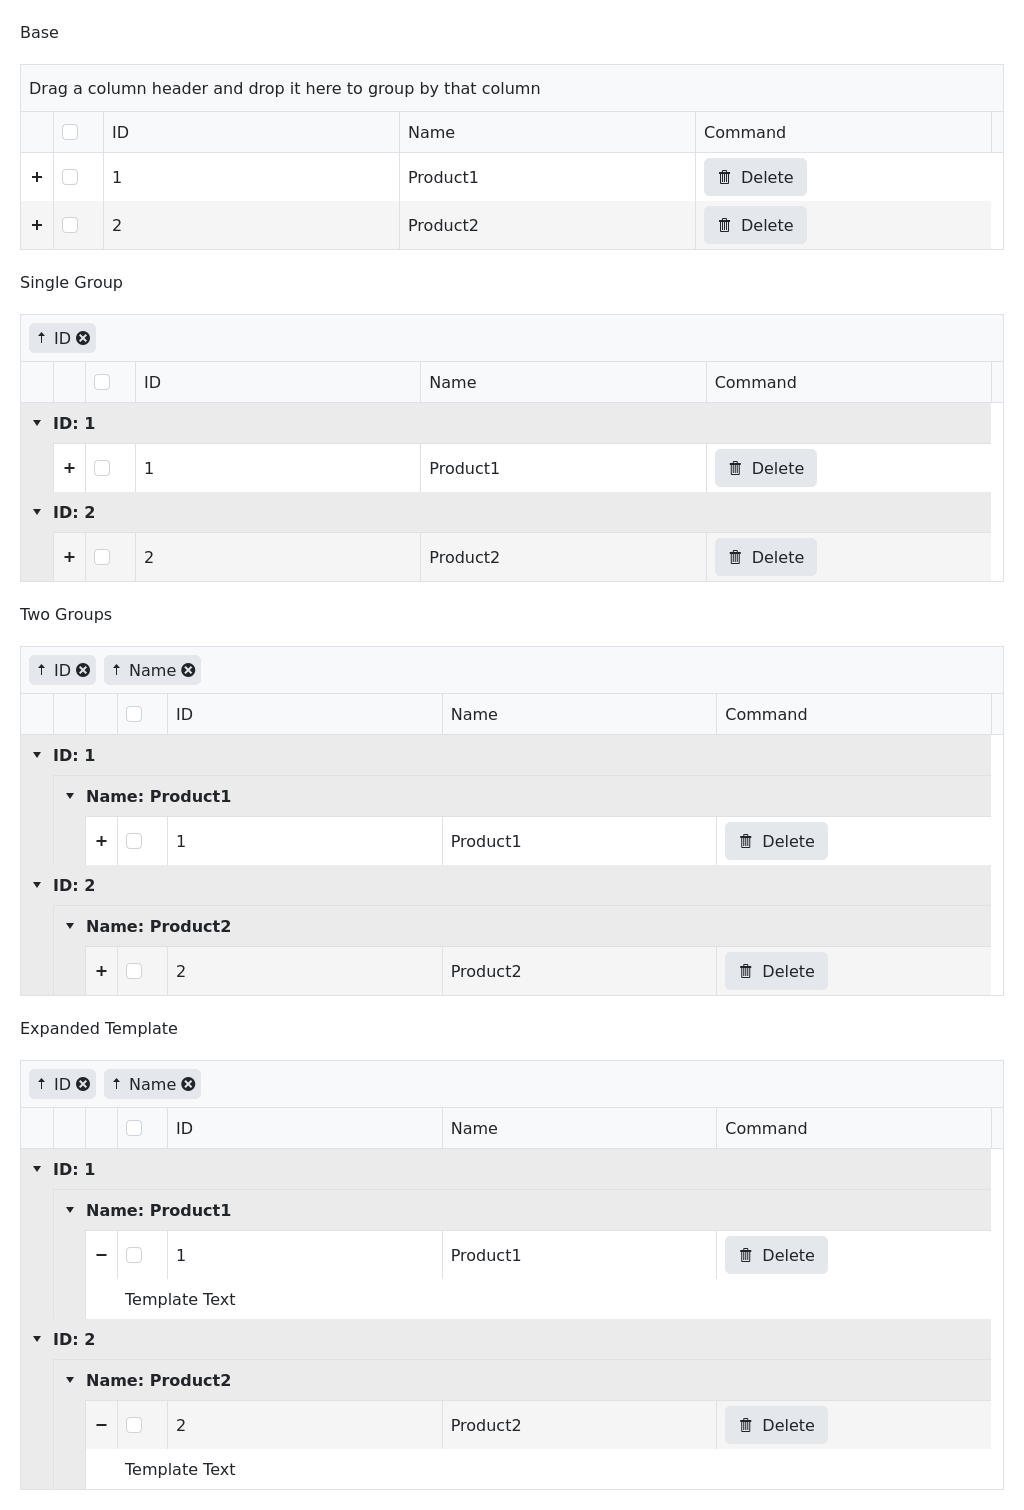 Base
Drag a column header and drop it here to group by that column
ID Name Command
1 Product1 Delete
2 Product2 Delete
Single Group
ID
ID Name Command
ID: 1
1 Product1 Delete
ID: 2
2 Product2 Delete
Two Groups
ID Name
ID Name Command
ID: 1
Name: Product1
1 Product1 Delete
ID: 2
Name: Product2
2 Product2 Delete
Expanded Template
ID Name
ID Name Command
ID: 1
Name: Product1
1 Product1 Delete
Template Text
ID: 2
Name: Product2
2 Product2 Delete
Template Text